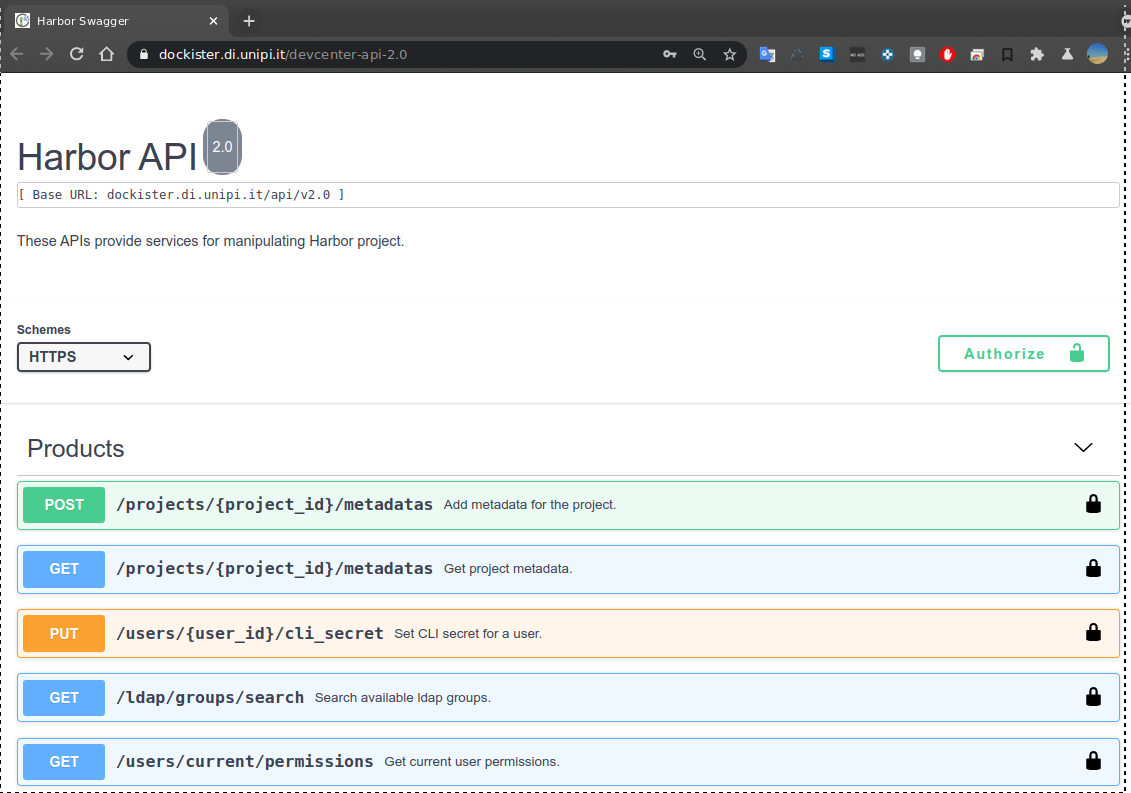 Harbor Swagger
dockister.di.unipi.it/devcenter-api-2.0
Harbor API 2.0
[ Base URL: dockister.di.unipi.it/api/v2.0 ]
These APIs provide services for manipulating Harbor project.
Schemes
HTTPS
Authorize
Products
POST /projects/{project_id}/metadatas Add metadata for the project.
GET /projects/{project_id}/metadatas Get project metadata.
PUT /users/{user_id}/cli_secret Set CLI secret for a user.
GET /ldap/groups/search Search available ldap groups.
GET /users/current/permissions Get current user permissions.